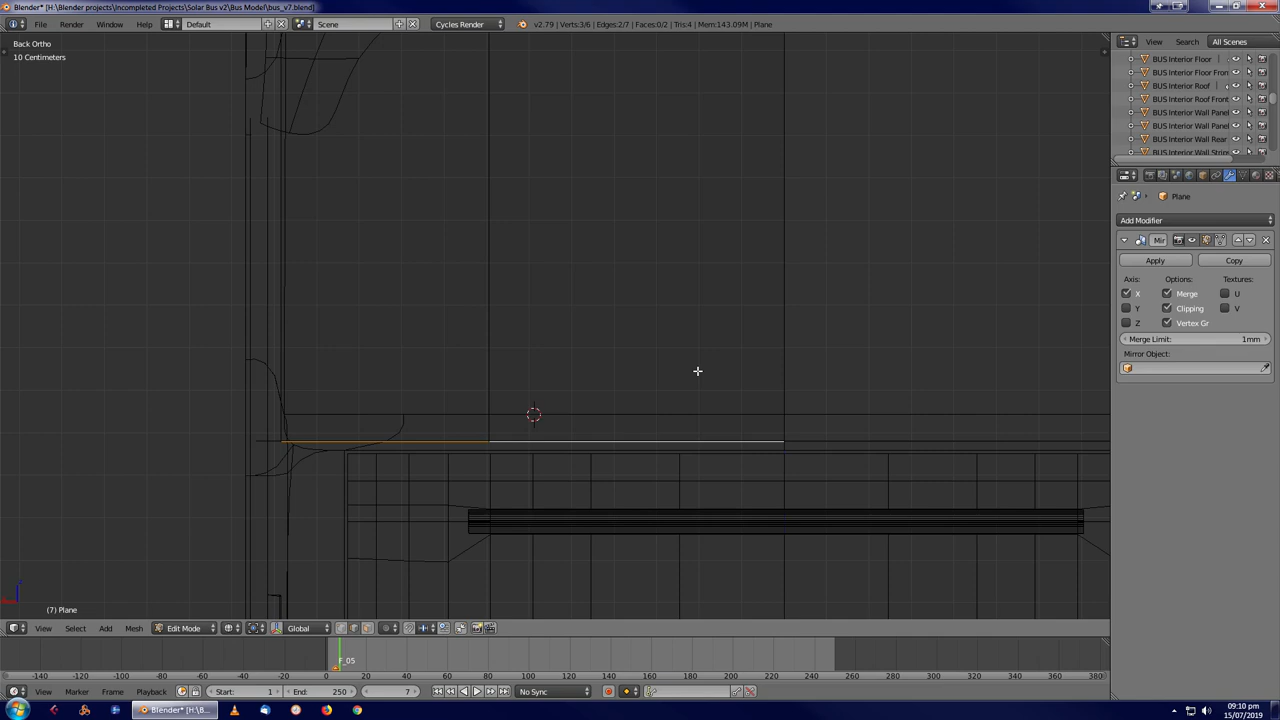 Blender* [H:\Blender projects\Incompleted Projects\Solar Bus v2\Bus Model\bus_v7.blend]
File Render Window Help Default Scene Cycles Render v2.79 | Verts:3/6 | Edges:2/7 | Faces:0/2 | Tris:4 | Mem:143.09M | Plane
View Search All Scenes
Back Ortho
10 Centimeters
BUS Interior Floor
BUS Interior Floor Fron
BUS Interior Roof
BUS Interior Roof Front
BUS Interior Wall Panel
BUS Interior Wall Panel
BUS Interior Wall Rear
BUS Interior Wall Strips
Plane
Add Modifier
Mir
Apply Copy
Axis: Options: Textures:
X Merge U
Y Clipping V
Z Vertex Gr
Merge Limit: 1mm
Mirror Object:
(7) Plane
View Select Add Mesh Edit Mode Global
F_05
-140 -120 -100 -80 -60 -40 -20 0 20 40 60 80 100 120 140 160 180 200 220 240 260 280 300 320 340 360 380
View Marker Frame Playback Start: 1 End: 250 7 No Sync
Blender* [H:\B...
09:10 pm
15/07/2019